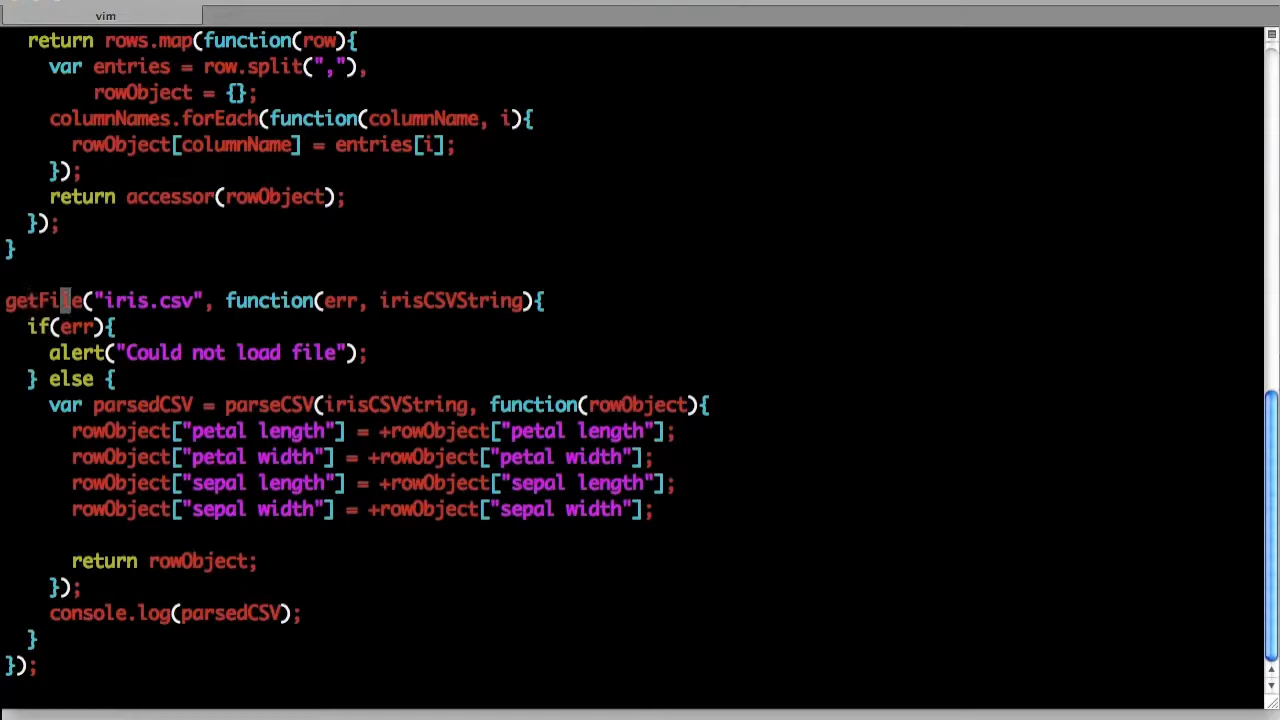 vim
return rows.map(function(row){
var entries = row.split(","),
rowObject = {};
columnNames.forEach(function(columnName, i){
rowObject[columnName] = entries[i];
});
return accessor(rowObject);
});
}
getFile("iris.csv", function(err, irisCSVString){
if(err){
alert("Could not load file");
} else {
var parsedCSV = parseCSV(irisCSVString, function(rowObject){
rowObject["petal length"] = +rowObject["petal length"];
rowObject["petal width"] = +rowObject["petal width"];
rowObject["sepal length"] = +rowObject["sepal length"];
rowObject["sepal width"] = +rowObject["sepal width"];
return rowObject;
});
console.log(parsedCSV);
}
});